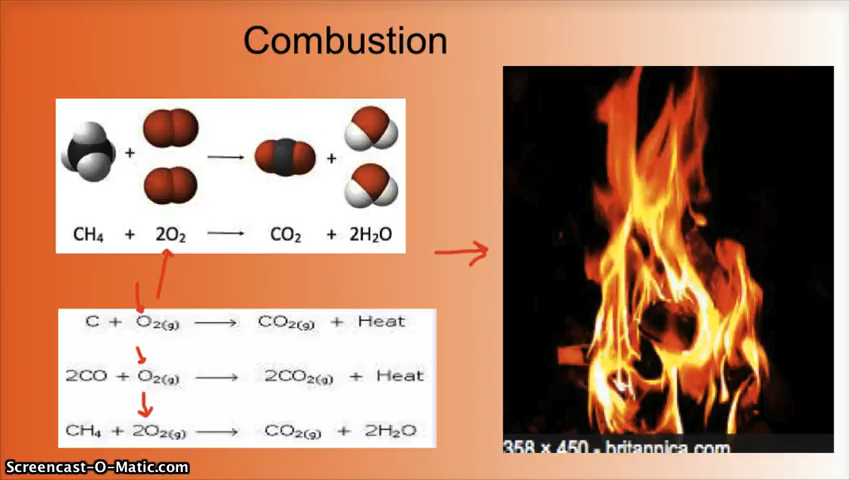 Combustion
CH₄ + 2O₂ → CO₂ + 2H₂O
C + O₂(g) → CO₂(g) + Heat
2CO + O₂(g) → 2CO₂(g) + Heat
CH₄ + 2O₂(g) → CO₂(g) + 2H₂O
358 × 450 - britannica.com
Screencast-O-Matic.com